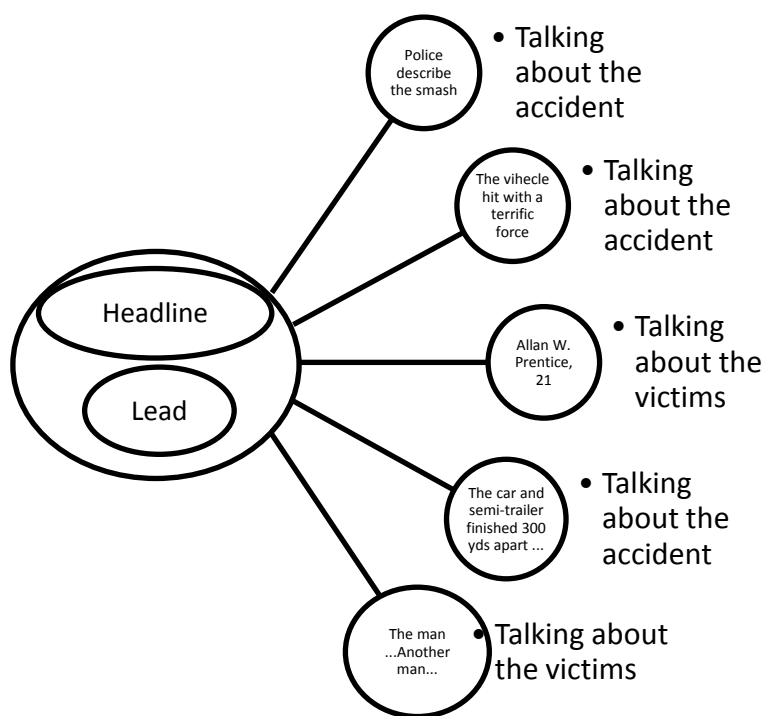 Police
describe
the smash
• Talking
about the
accident
The vihecle
hit with a
terrific
force
• Talking
about the
accident
Headline
Lead
Allan W.
Prentice,
21
• Talking
about the
victims
The car and
semi-trailer
finished 300
yds apart ...
• Talking
about the
accident
The man
...Another
man...
• Talking about
the victims